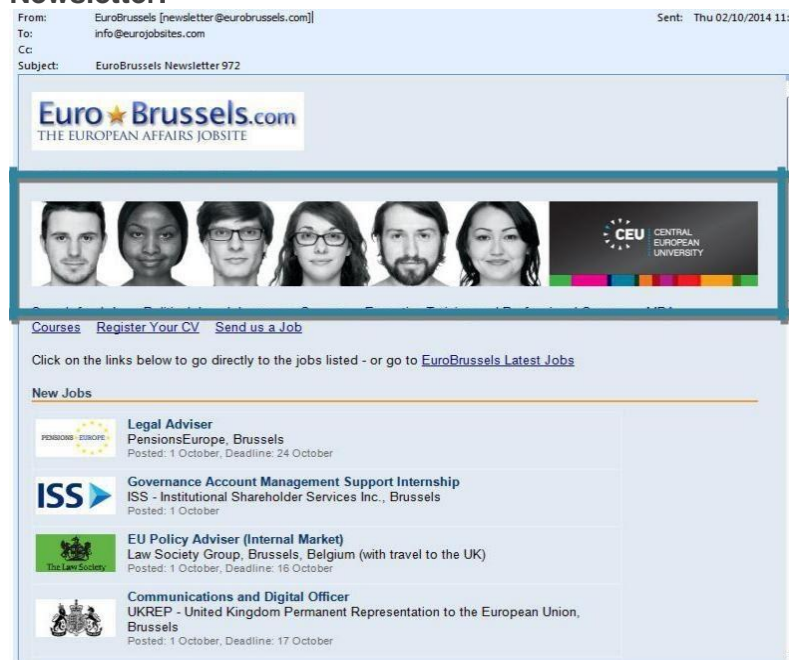 Newsletter:
From: EuroBrussels [newsletter@eurobrussels.com] Sent: Thu 02/10/2014 11:
To: info@eurojobsites.com
Cc:
Subject: EuroBrussels Newsletter 972
Euro Brussels.com
THE EUROPEAN AFFAIRS JOBSITE
CEU CENTRAL
EUROPEAN
UNIVERSITY
Courses Register Your CV Send us a Job
Click on the links below to go directly to the jobs listed - or go to EuroBrussels Latest Jobs
New Jobs
PENSIONS EUROPE
Legal Adviser
PensionsEurope, Brussels
Posted: 1 October, Deadline: 24 October
ISS
Governance Account Management Support Internship
ISS - Institutional Shareholder Services Inc., Brussels
Posted: 1 October
The Law Society
EU Policy Adviser (Internal Market)
Law Society Group, Brussels, Belgium (with travel to the UK)
Posted: 1 October, Deadline: 16 October
Communications and Digital Officer
UKREP - United Kingdom Permanent Representation to the European Union,
Brussels
Posted: 1 October, Deadline: 17 October